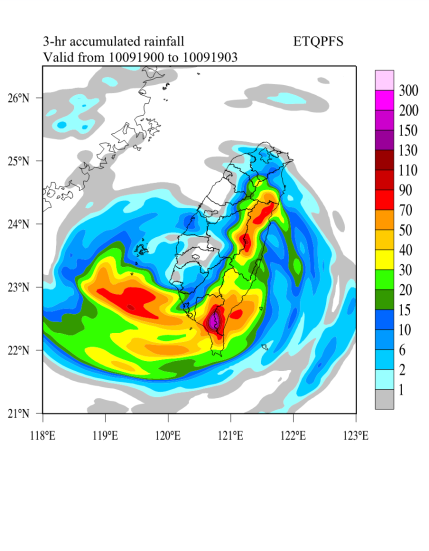 3-hr accumulated rainfall ETQPFS
Valid from 10091900 to 10091903
26°N
25°N
24°N
23°N
22°N
21°N
118°E 119°E 120°E 121°E 122°E 123°E
300
200
150
130
110
90
70
50
40
30
20
15
10
6
2
1